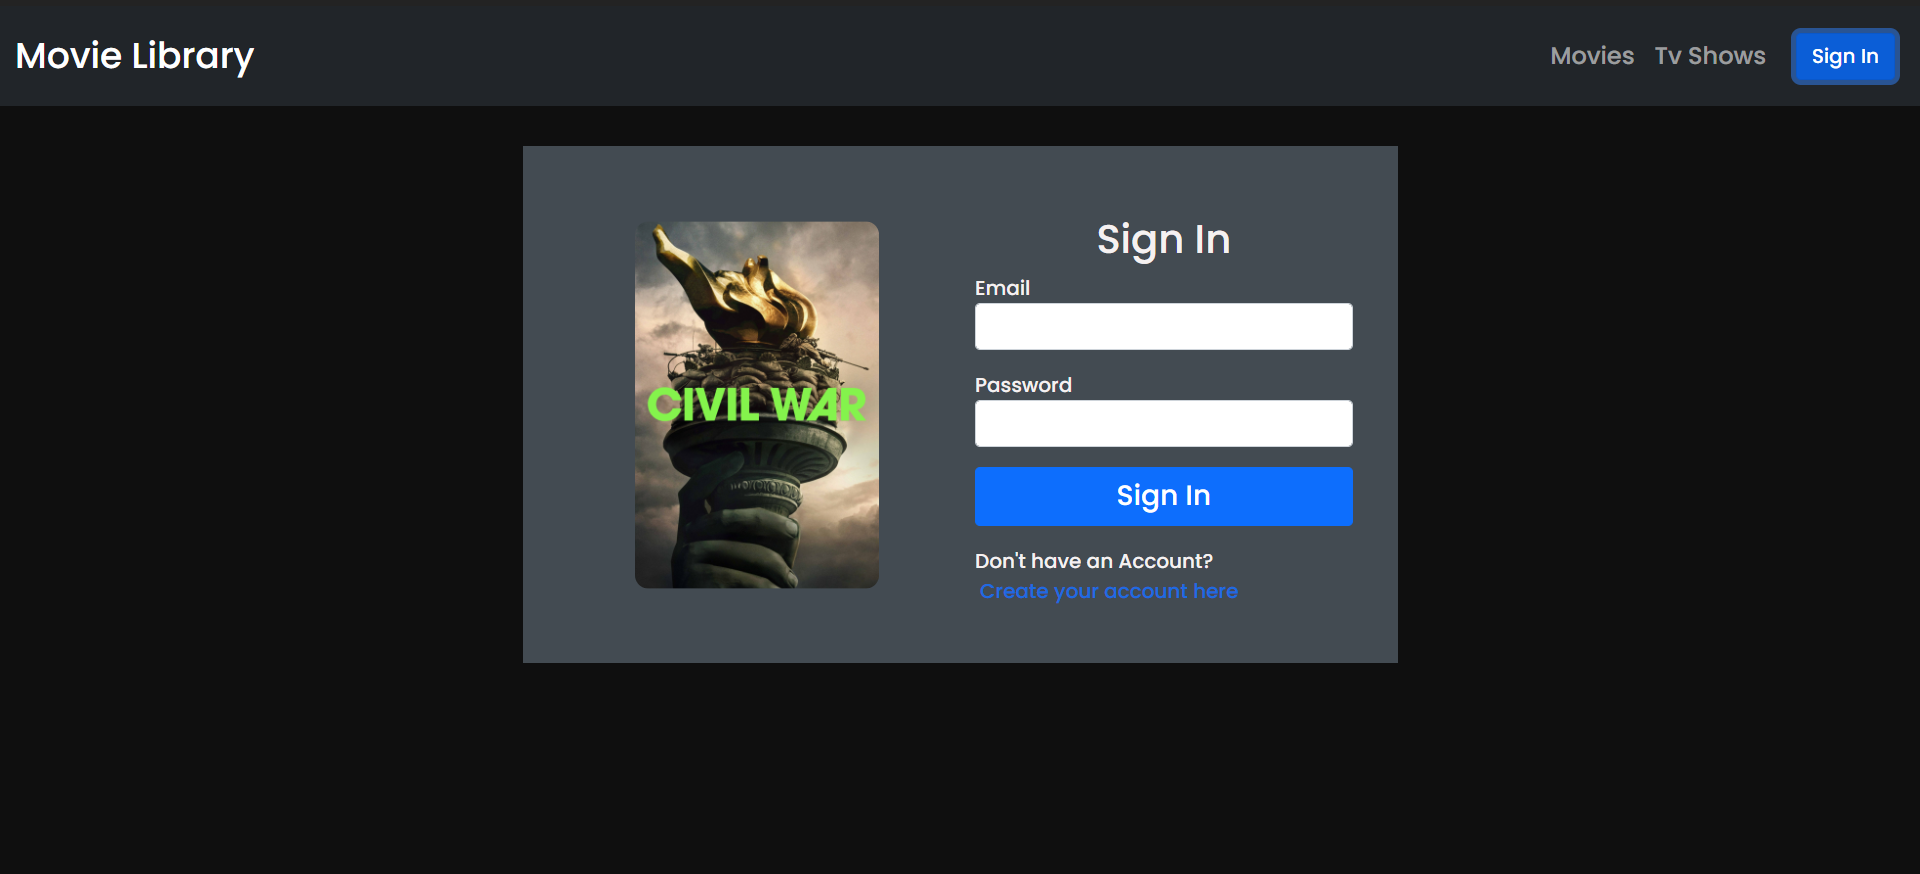 Movie Library
Movies
Tv Shows
Sign In
CIVIL WAR
Sign In
Email
Password
Sign In
Don't have an Account?
Create your account here